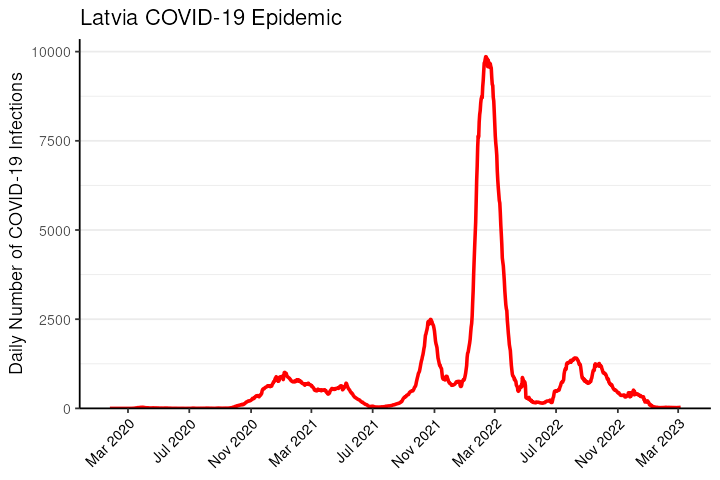 Latvia COVID-19 Epidemic
Daily Number of COVID-19 Infections
10000
7500
5000
2500
0
Mar 2020
Jul 2020
Nov 2020
Mar 2021
Jul 2021
Nov 2021
Mar 2022
Jul 2022
Nov 2022
Mar 2023